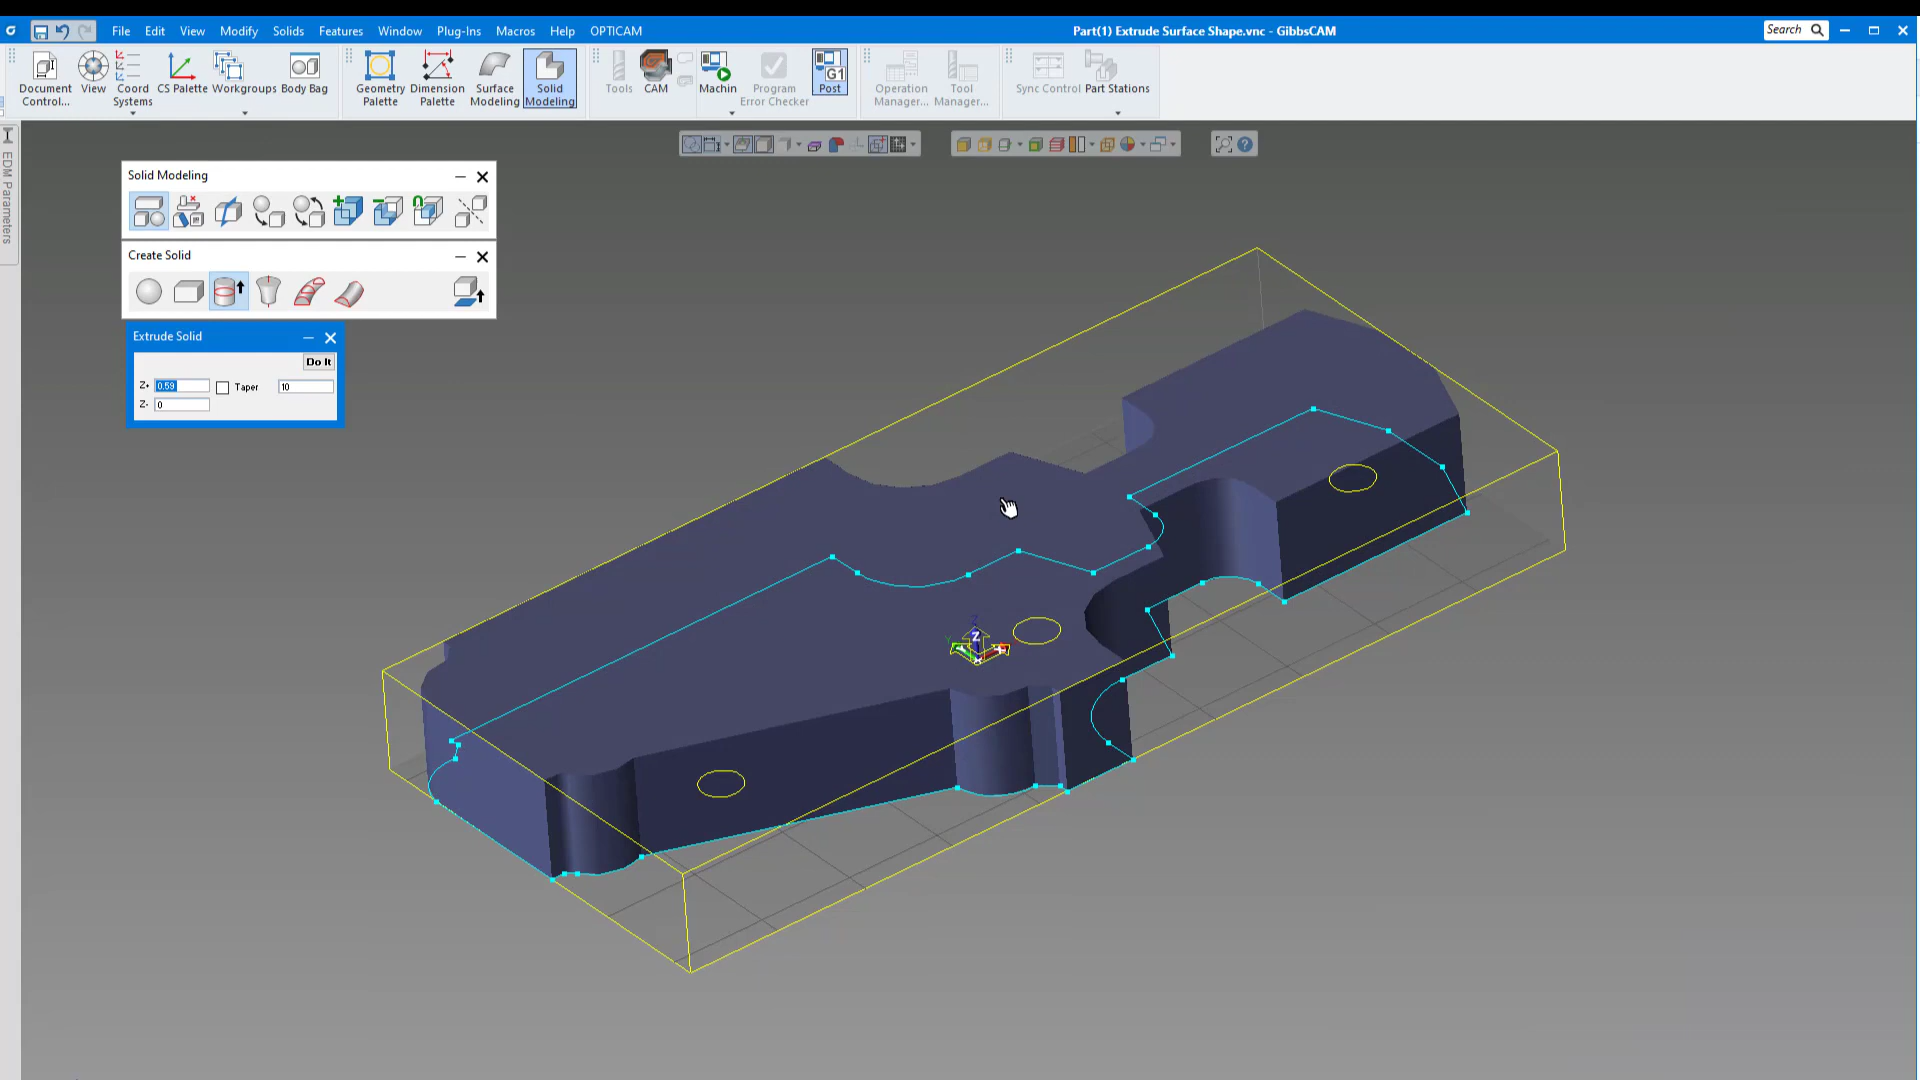 File Edit View Modify Solids Features Window Plug-Ins Macros Help OPTICAM
Part(1) Extrude Surface Shape.vnc - GibbsCAM
Search
Document
Control...
View
Coord
Systems
CS Palette
Workgroups
Body Bag
Geometry
Palette
Dimension
Palette
Surface
Modeling
Solid
Modeling
Tools
CAM
Machin
Program
Error Checker
G1
Post
Operation
Manager...
Tool
Manager...
Sync Control
Part Stations
EDM Parameters
Solid Modeling
Create Solid
Extrude Solid
Do It
Z+ 0.59 Taper 10
Z- 0
Z
Z
Y